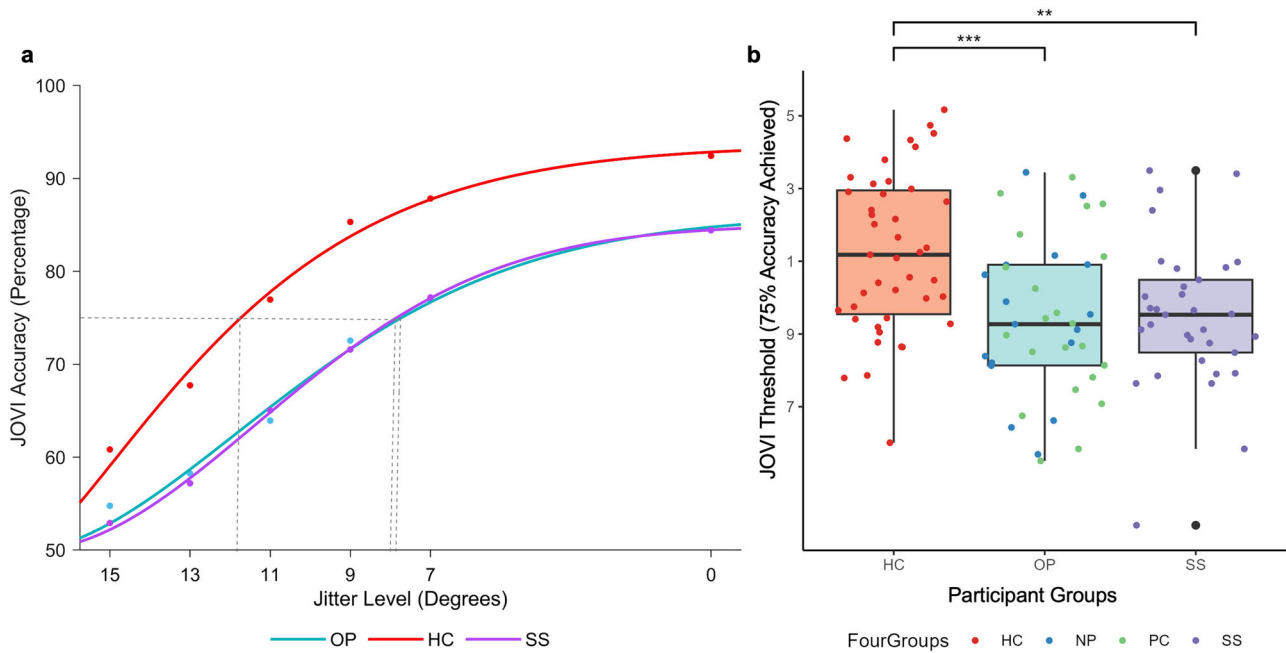 a
100
90
80
70
60
50
JOVI Accuracy (Percentage)
15
13
11
9
7
0
Jitter Level (Degrees)
OP
HC
SS
b
**
***
5
3
1
9
7
JOVI Threshold (75% Accuracy Achieved)
HC
OP
SS
Participant Groups
FourGroups
HC
NP
PC
SS